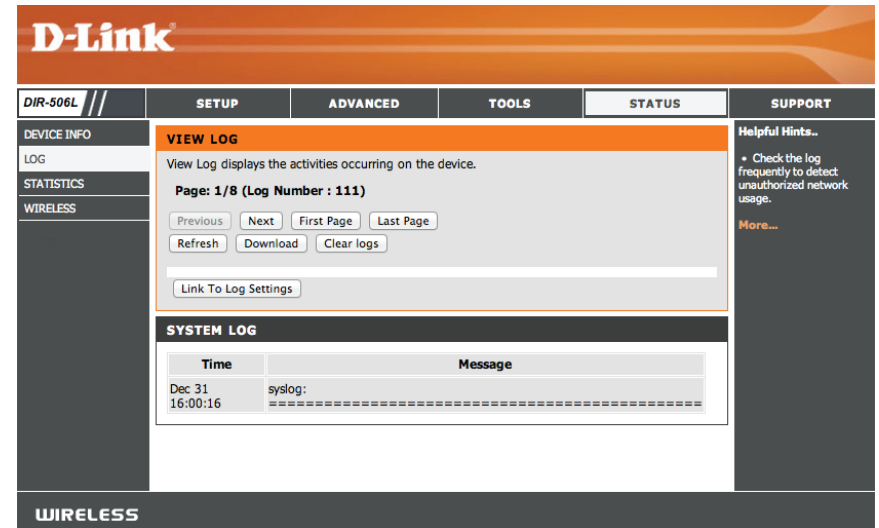 D-Link®
DIR-506L // SETUP ADVANCED TOOLS STATUS SUPPORT
DEVICE INFO
LOG
STATISTICS
WIRELESS
VIEW LOG
View Log displays the activities occurring on the device.
Page: 1/8 (Log Number : 111)
Previous Next First Page Last Page
Refresh Download Clear logs
Link To Log Settings
SYSTEM LOG
Time Message
Dec 31
16:00:16
syslog:
===============================================
Helpful Hints..
• Check the log
frequently to detect
unauthorized network
usage.
More...
WIRELESS